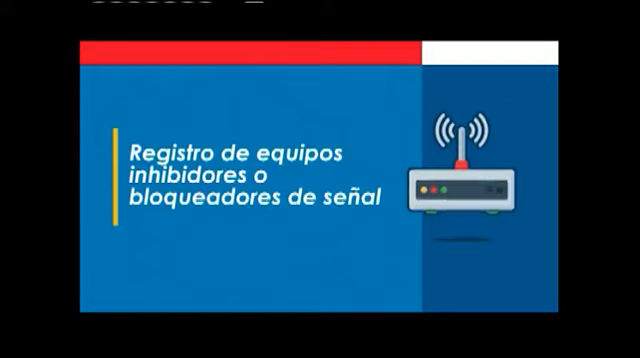 Registro de equipos
inhibidores o
bloqueadores de señal